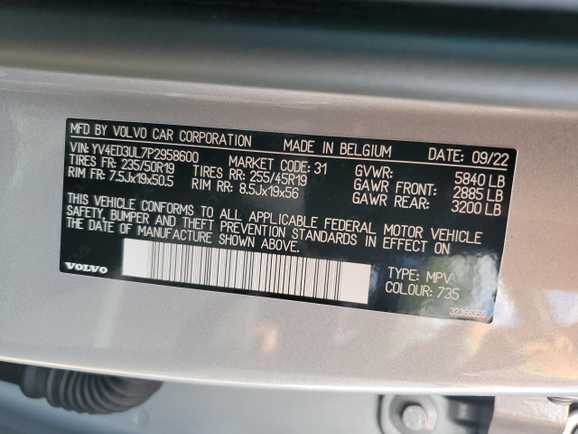 MFD BY VOLVO CAR CORPORATION MADE IN BELGIUM DATE: 09/22
VIN: YV4ED3UL7P2958600 MARKET CODE: 31 GVWR: 5840 LB
TIRES FR: 235/50R19 TIRES RR: 255/45R19 GAWR FRONT: 2885 LB
RIM FR: 7.5Jx19x50.5 RIM RR: 8.5Jx19x56 GAWR REAR: 3200 LB
THIS VEHICLE CONFORMS TO ALL APPLICABLE FEDERAL MOTOR VEHICLE
SAFETY, BUMPER AND THEFT PREVENTION STANDARDS IN EFFECT ON
THE DATE OF MANUFACTURE SHOWN ABOVE.
TYPE: MPV
VOLVO COLOUR: 735